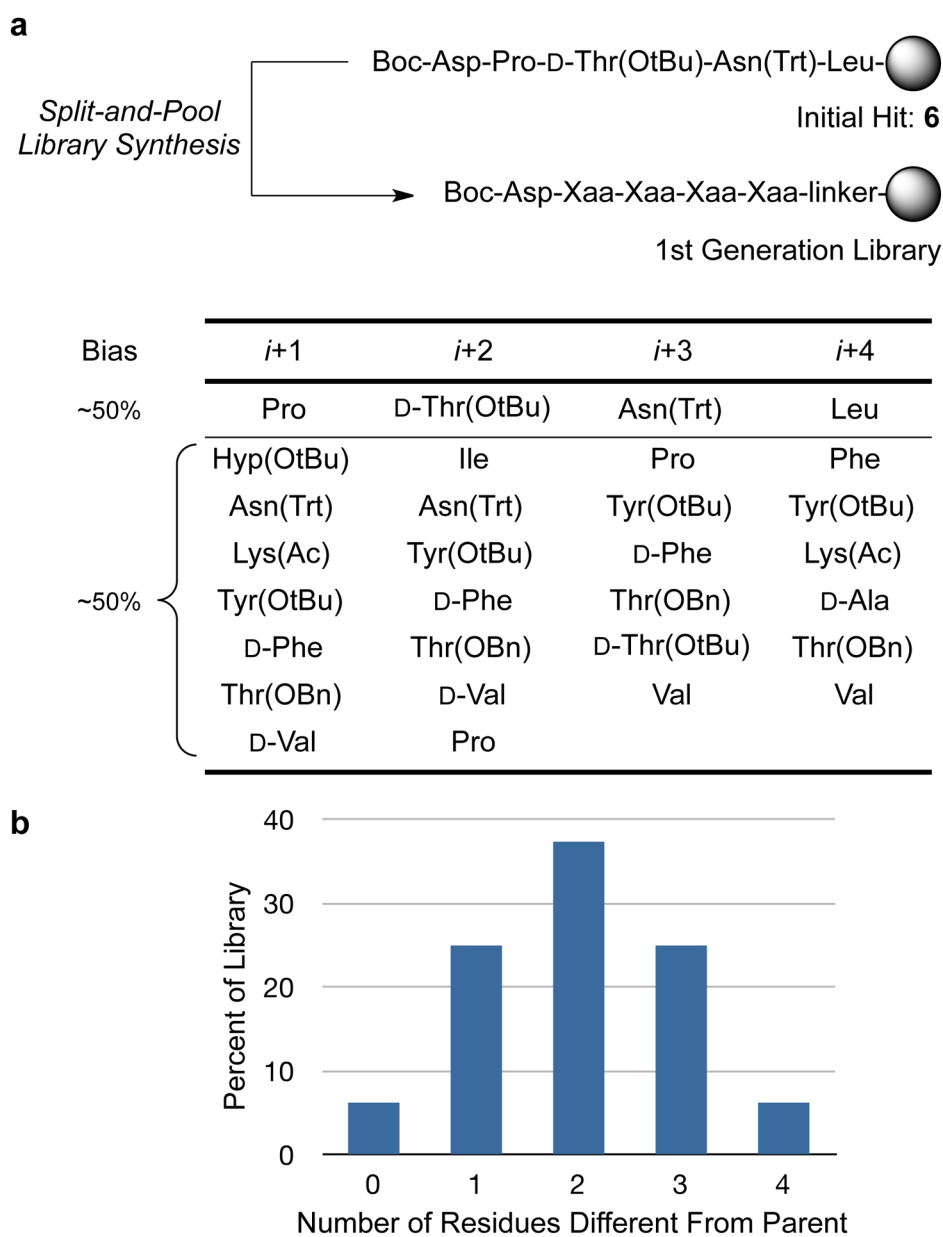 a
Boc-Asp-Pro-D-Thr(OtBu)-Asn(Trt)-Leu-
Split-and-Pool
Library Synthesis
Initial Hit: 6
Boc-Asp-Xaa-Xaa-Xaa-Xaa-linker-
1st Generation Library
Bias i+1 i+2 i+3 i+4
~50% Pro D-Thr(OtBu) Asn(Trt) Leu
Hyp(OtBu) Ile Pro Phe
Asn(Trt) Asn(Trt) Tyr(OtBu) Tyr(OtBu)
Lys(Ac) Tyr(OtBu) D-Phe Lys(Ac)
~50% Tyr(OtBu) D-Phe Thr(OBn) D-Ala
D-Phe Thr(OBn) D-Thr(OtBu) Thr(OBn)
Thr(OBn) D-Val Val Val
D-Val Pro
b
Percent of Library
40
30
20
10
0
0 1 2 3 4
Number of Residues Different From Parent